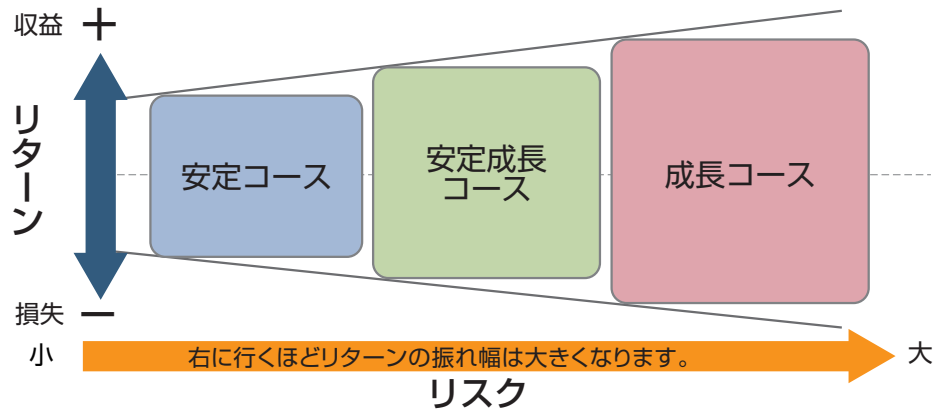 収益 +
リターン
安定コース
安定成長
コース
成長コース
損失 −
小
右に行くほどリターンの振れ幅は大きくなります。
大
リスク